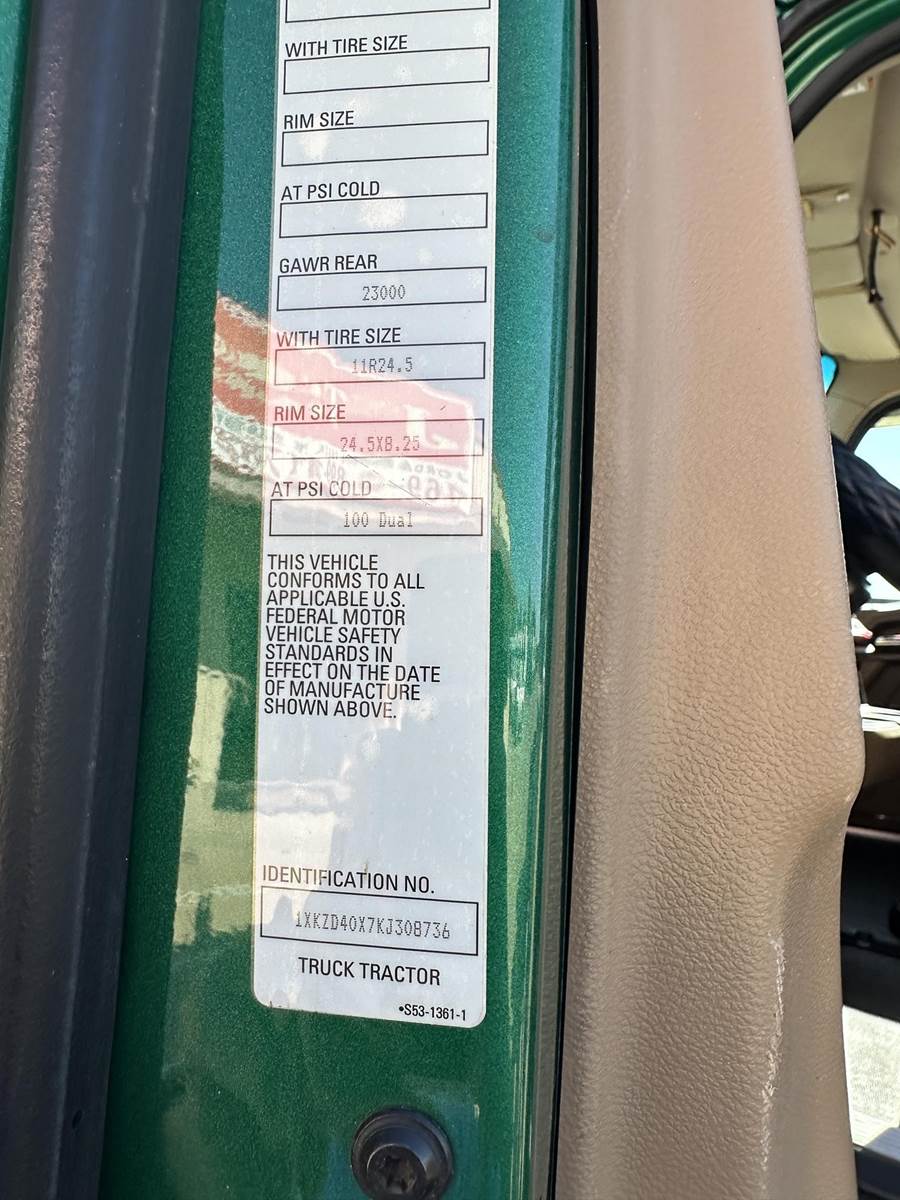 WITH TIRE SIZE
RIM SIZE
AT PSI COLD
GAWR REAR
23000
WITH TIRE SIZE
11R24.5
RIM SIZE
24.5X8.25
AT PSI COLD
100 Dual
THIS VEHICLE
CONFORMS TO ALL
APPLICABLE U.S.
FEDERAL MOTOR
VEHICLE SAFETY
STANDARDS IN
EFFECT ON THE DATE
OF MANUFACTURE
SHOWN ABOVE.
IDENTIFICATION NO.
1XKZD40X7KJ308736
TRUCK TRACTOR
•S53-1361-1